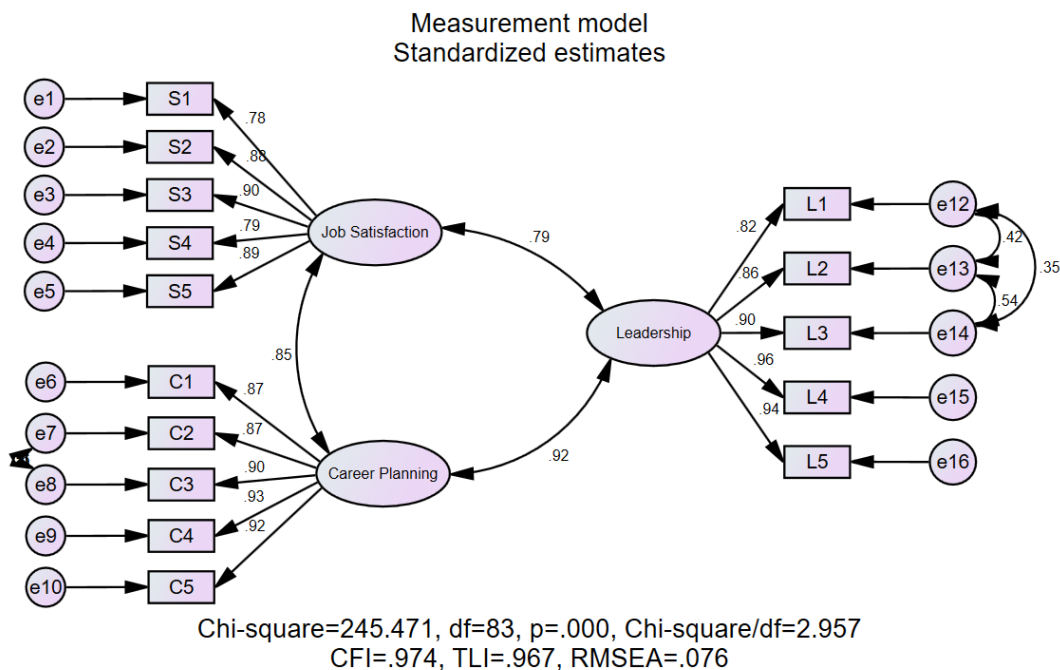 Measurement model
Standardized estimates
e1 S1
.78
e2 S2
.88
e3 S3
.90
e4 S4
.79
e5 S5
.89
Job Satisfaction
.79
.85
e6 C1
.87
e7 C2
.87
e8 C3
.90
e9 C4
.93
e10 C5
.92
Career Planning
.92
Leadership
.82
L1 e12
.86
L2 e13
.90
L3 e14
.96
L4 e15
.94
L5 e16
.42
.54
.35
Chi-square=245.471, df=83, p=.000, Chi-square/df=2.957
CFI=.974, TLI=.967, RMSEA=.076